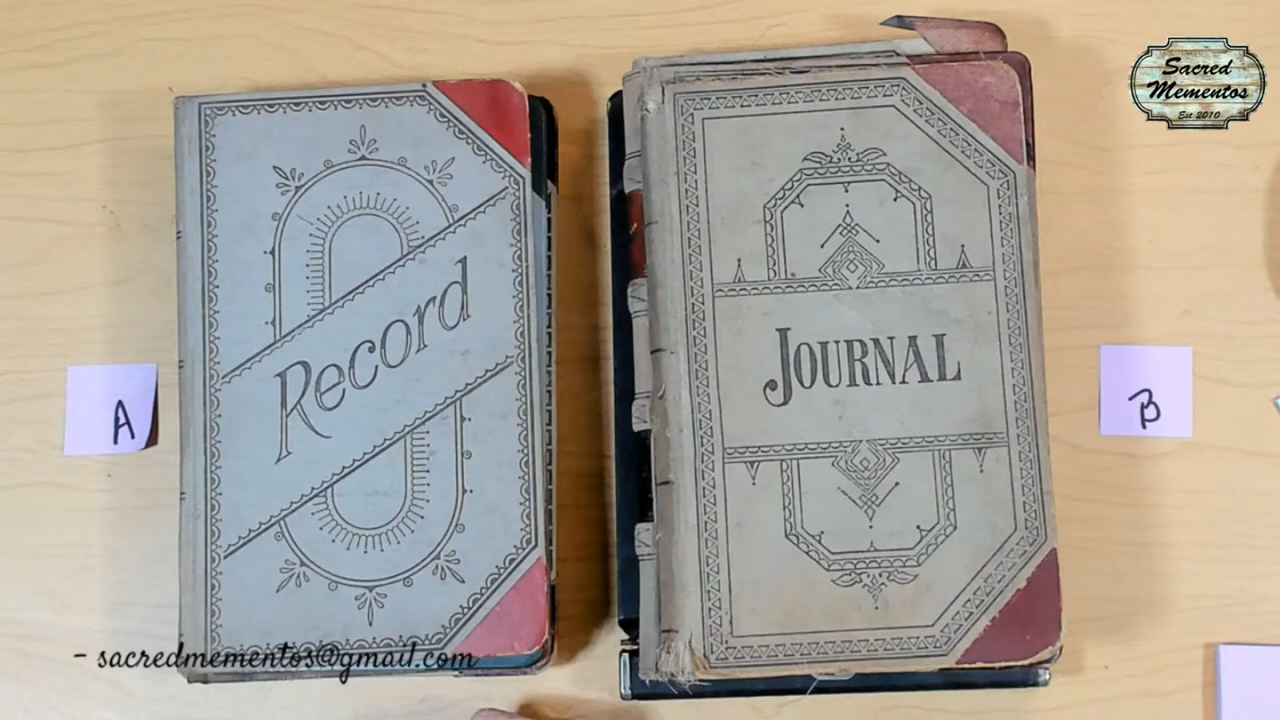 Sacred
Mementos
Est 2010
Record
JOURNAL
A
B
- sacredmementos@gmail.com